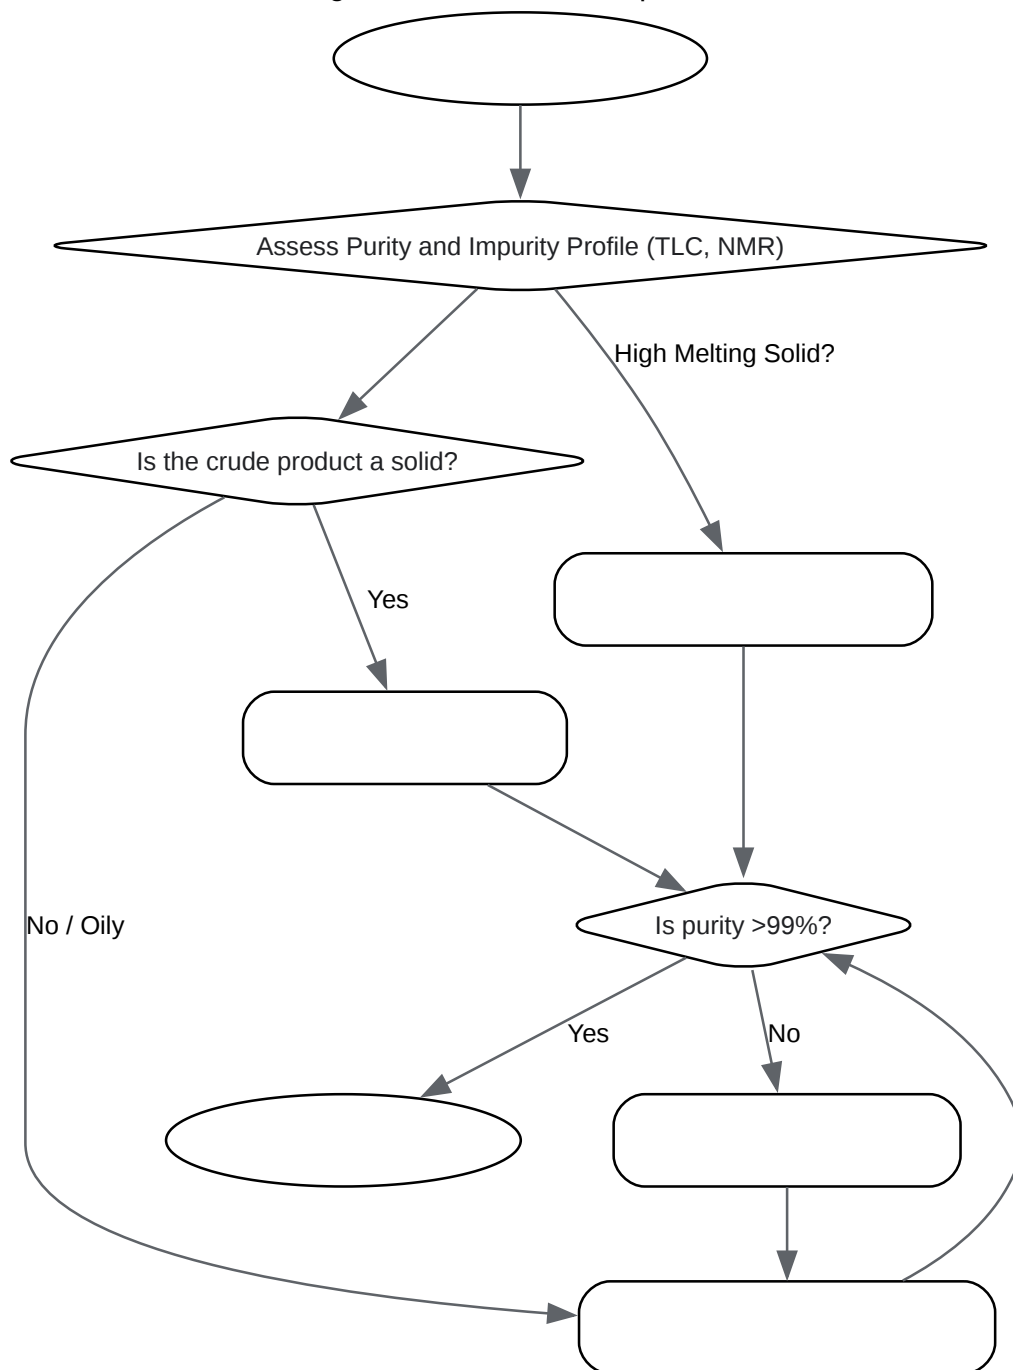 Assess Purity and Impurity Profile (TLC, NMR)
High Melting Solid?
Is the crude product a solid?
Yes
No / Oily
Is purity >99%?
Yes
No